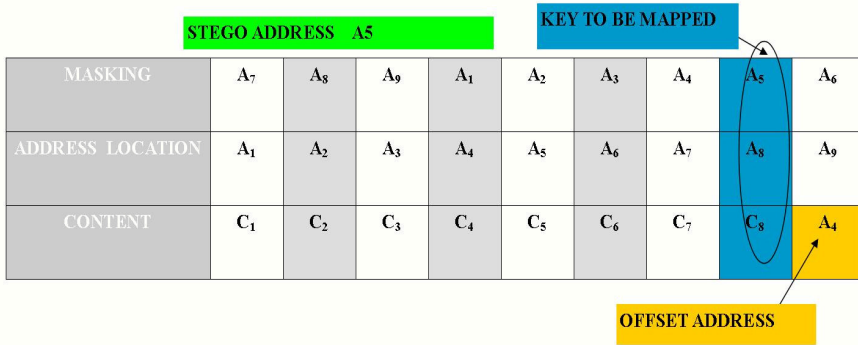 KEY TO BE MAPPED
STEGO ADDRESS A5
MASKING A₇ A₈ A₉ A₁ A₂ A₃ A₄ A₅ A₆
ADDRESS LOCATION A₁ A₂ A₃ A₄ A₅ A₆ A₇ A₈ A₉
CONTENT C₁ C₂ C₃ C₄ C₅ C₆ C₇ C₈ A₄
OFFSET ADDRESS